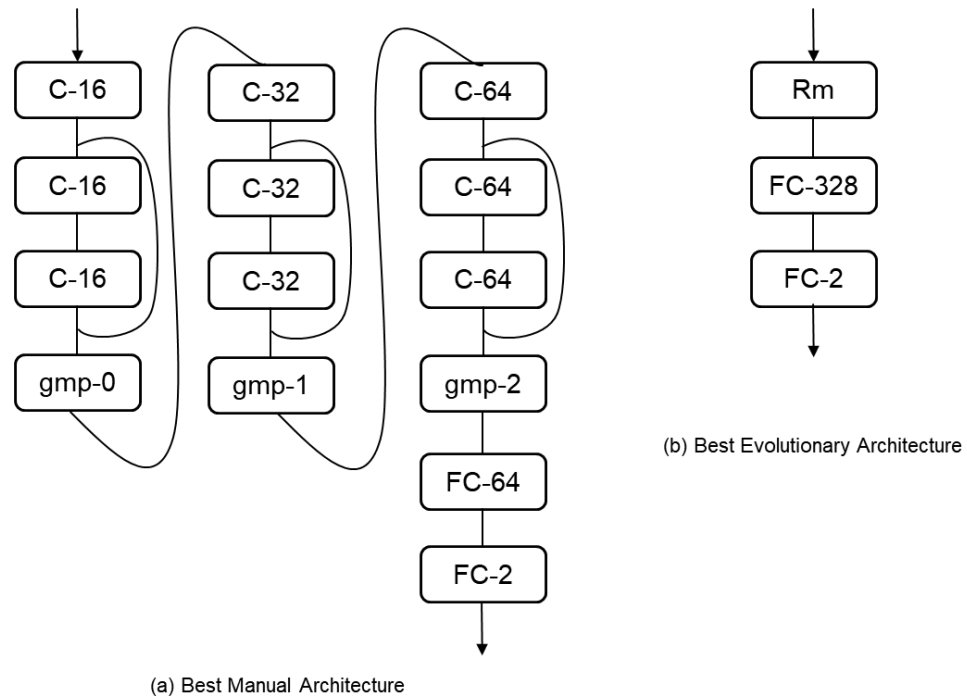 C-16
C-16
C-16
gmp-0
C-32
C-32
C-32
gmp-1
C-64
C-64
C-64
gmp-2
FC-64
FC-2
(a) Best Manual Architecture
Rm
FC-328
FC-2
(b) Best Evolutionary Architecture